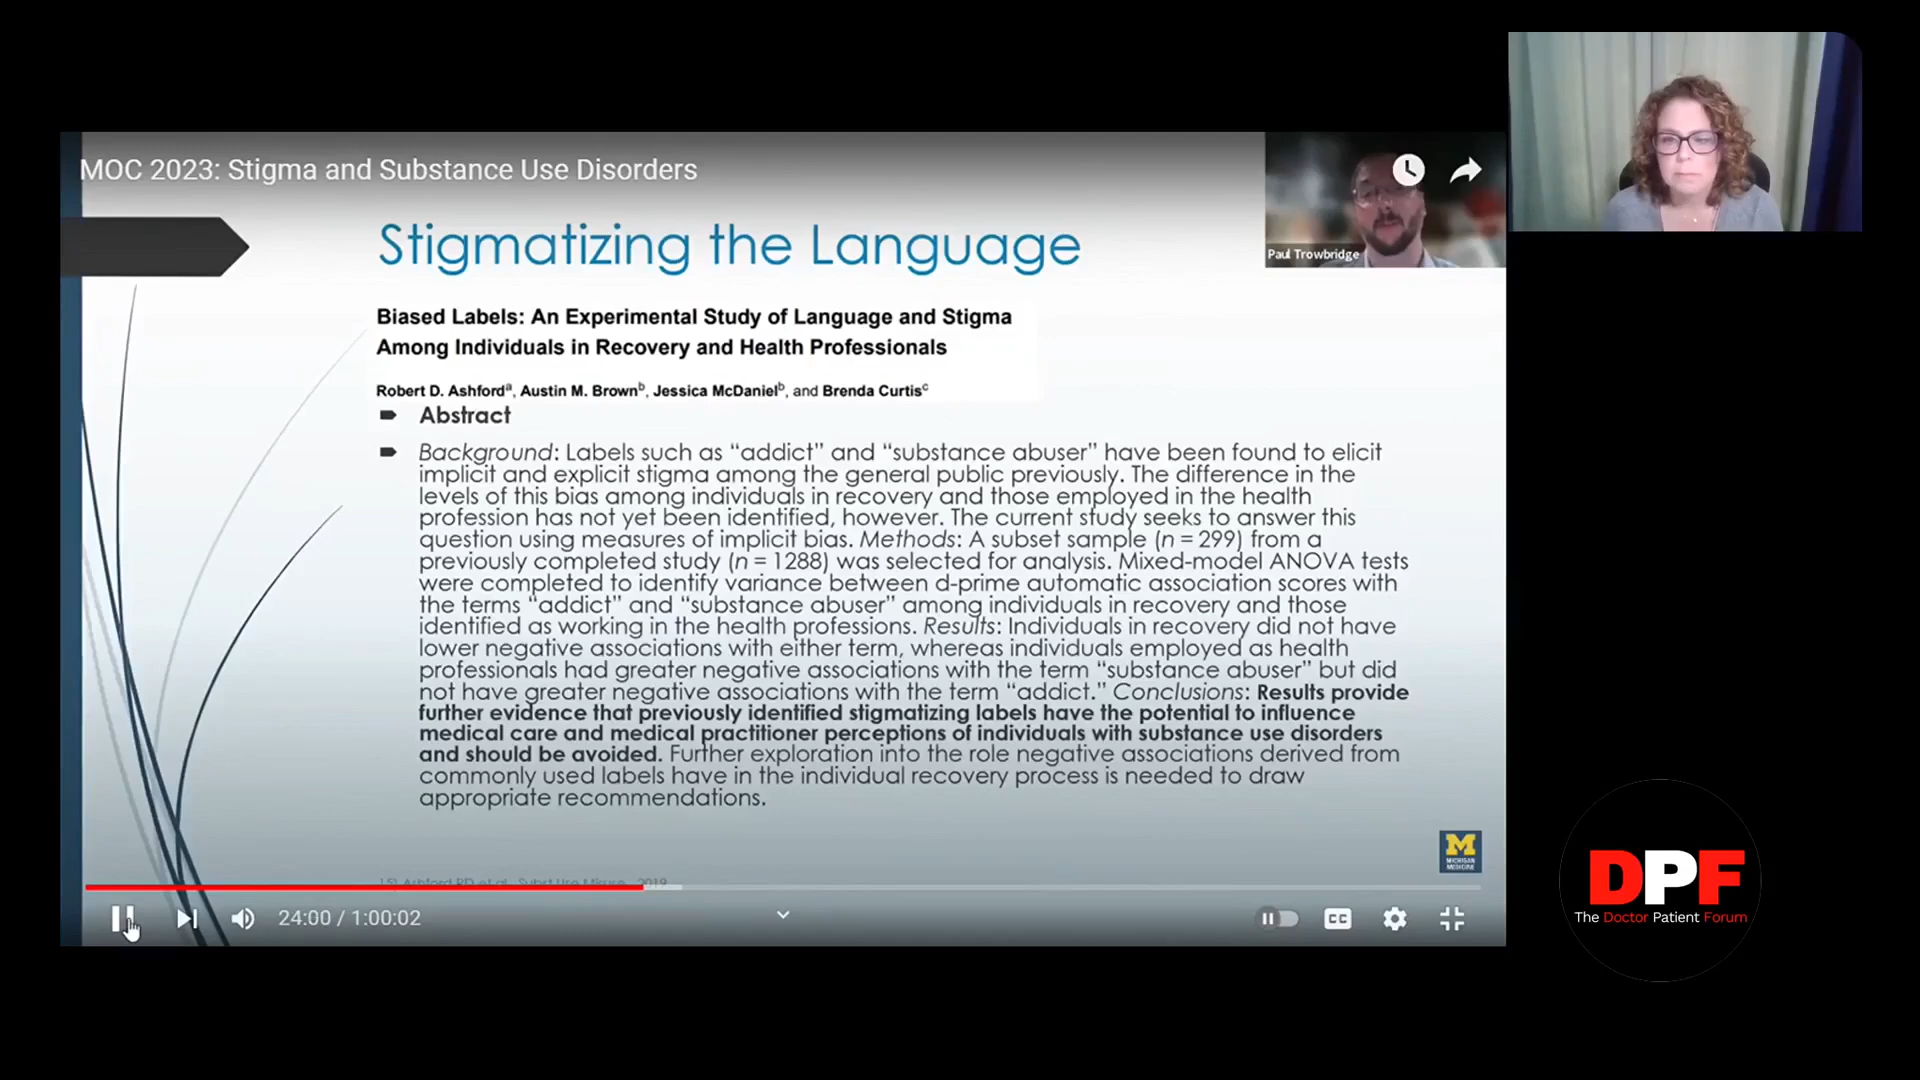 MOC 2023: Stigma and Substance Use Disorders
Stigmatizing the Language
Paul Trowbridge
Biased Labels: An Experimental Study of Language and Stigma
Among Individuals in Recovery and Health Professionals
Robert D. Ashfordᵃ, Austin M. Brownᵇ, Jessica McDanielᵇ, and Brenda Curtisᶜ
Abstract
Background: Labels such as “addict” and “substance abuser” have been found to elicit
implicit and explicit stigma among the general public previously. The difference in the
levels of this bias among individuals in recovery and those employed in the health
profession has not yet been identified, however. The current study seeks to answer this
question using measures of implicit bias. Methods: A subset sample (n = 299) from a
previously completed study (n = 1288) was selected for analysis. Mixed-model ANOVA tests
were completed to identify variance between d-prime automatic association scores with
the terms “addict” and “substance abuser” among individuals in recovery and those
identified as working in the health professions. Results: Individuals in recovery did not have
lower negative associations with either term, whereas individuals employed as health
professionals had greater negative associations with the term “substance abuser” but did
not have greater negative associations with the term “addict.” Conclusions: Results provide
further evidence that previously identified stigmatizing labels have the potential to influence
medical care and medical practitioner perceptions of individuals with substance use disorders
and should be avoided. Further exploration into the role negative associations derived from
commonly used labels have in the individual recovery process is needed to draw
appropriate recommendations.
M
MICHIGAN
MEDICINE
15) Ashford RD et al. Subst Use Misuse. 2019
24:00 / 1:00:02
CC
DPF
The Doctor Patient Forum